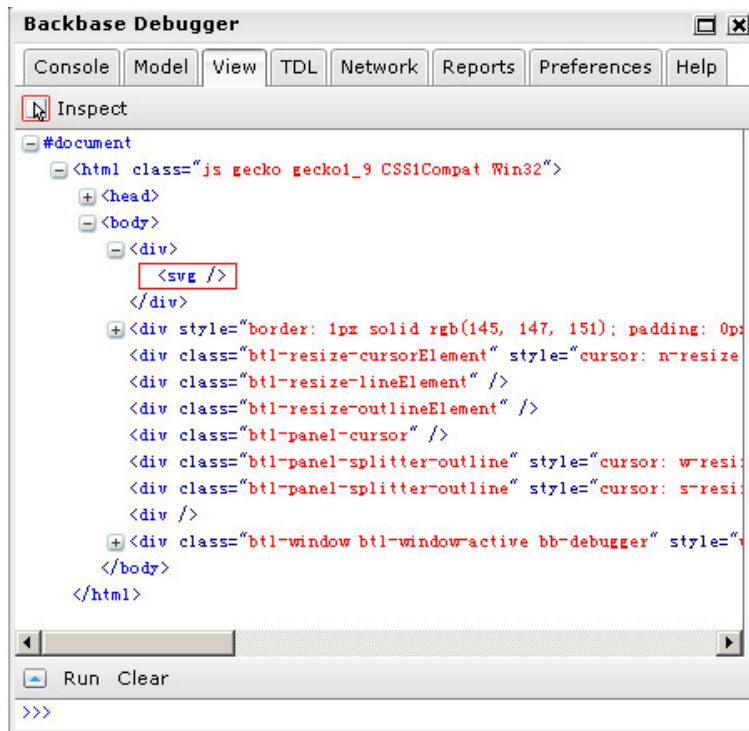 Backbase Debugger
Console Model View TDL Network Reports Preferences Help
Inspect
#document
<html class="js gecko gecko1_9 CSS1Compat Win32">
<head>
<body>
<div>
<svg />
</div>
<div style="border: 1px solid rgb(145, 147, 151); padding: 0px
<div class="btl-resize-cursorElement" style="cursor: n-resize
<div class="btl-resize-lineElement" />
<div class="btl-resize-outlineElement" />
<div class="btl-panel-cursor" />
<div class="btl-panel-splitter-outline" style="cursor: w-resi
<div class="btl-panel-splitter-outline" style="cursor: s-resi
<div />
<div class="btl-window btl-window-active bb-debugger" style="
</body>
</html>
Run Clear
>>>